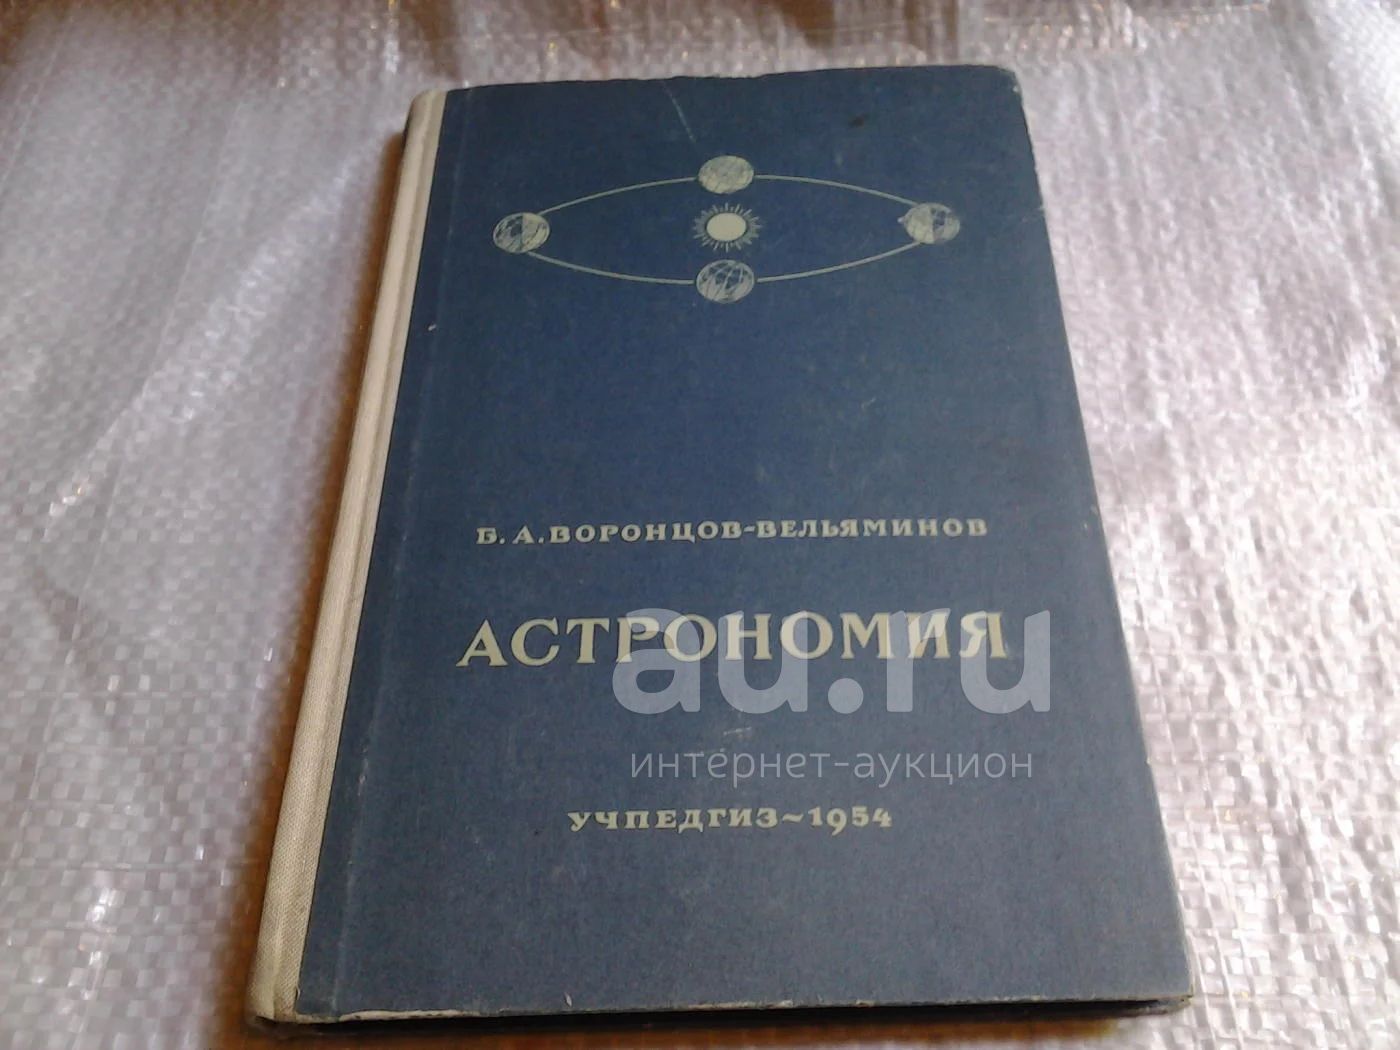 Б. А. ВОРОНЦОВ-ВЕЛЬЯМИНОВ
АСТРОНОМИЯ
au.ru
интернет-аукцион
УЧПЕДГИЗ~1954